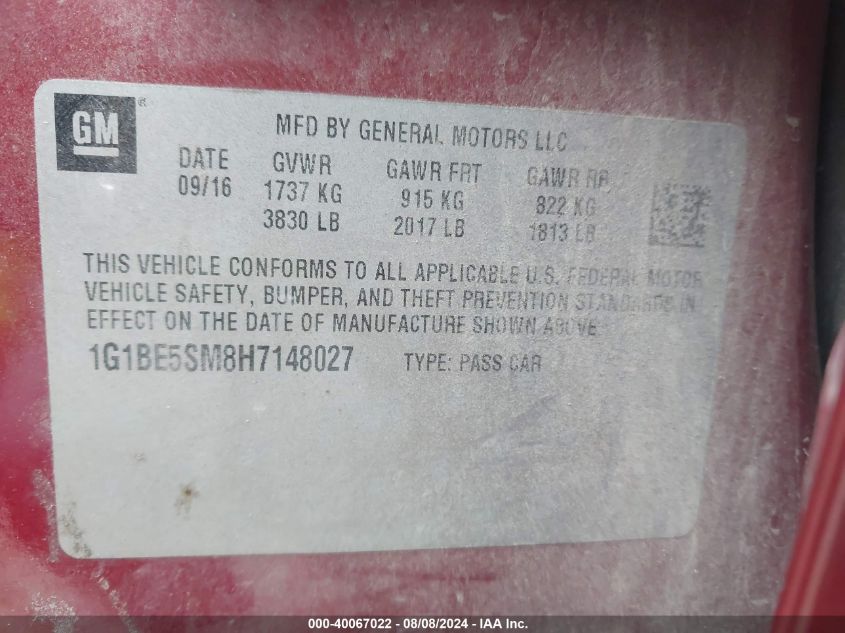 GM®
MFD BY GENERAL MOTORS LLC
DATE GVWR GAWR FRT GAWR RR
09/16 1737 KG 915 KG 822 KG
3830 LB 2017 LB 1813 LB
THIS VEHICLE CONFORMS TO ALL APPLICABLE U.S. FEDERAL MOTOR
VEHICLE SAFETY, BUMPER, AND THEFT PREVENTION STANDARDS IN
EFFECT ON THE DATE OF MANUFACTURE SHOWN ABOVE
1G1BE5SM8H7148027 TYPE: PASS CAR
000-40067022 - 08/08/2024 - IAA Inc.